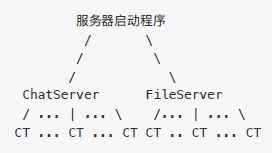 服务器启动程序
/ \
/ \
/ \
ChatServer FileServer
/ ... | ... \ /... | ... \
CT ... CT ... CT CT .. CT ... CT